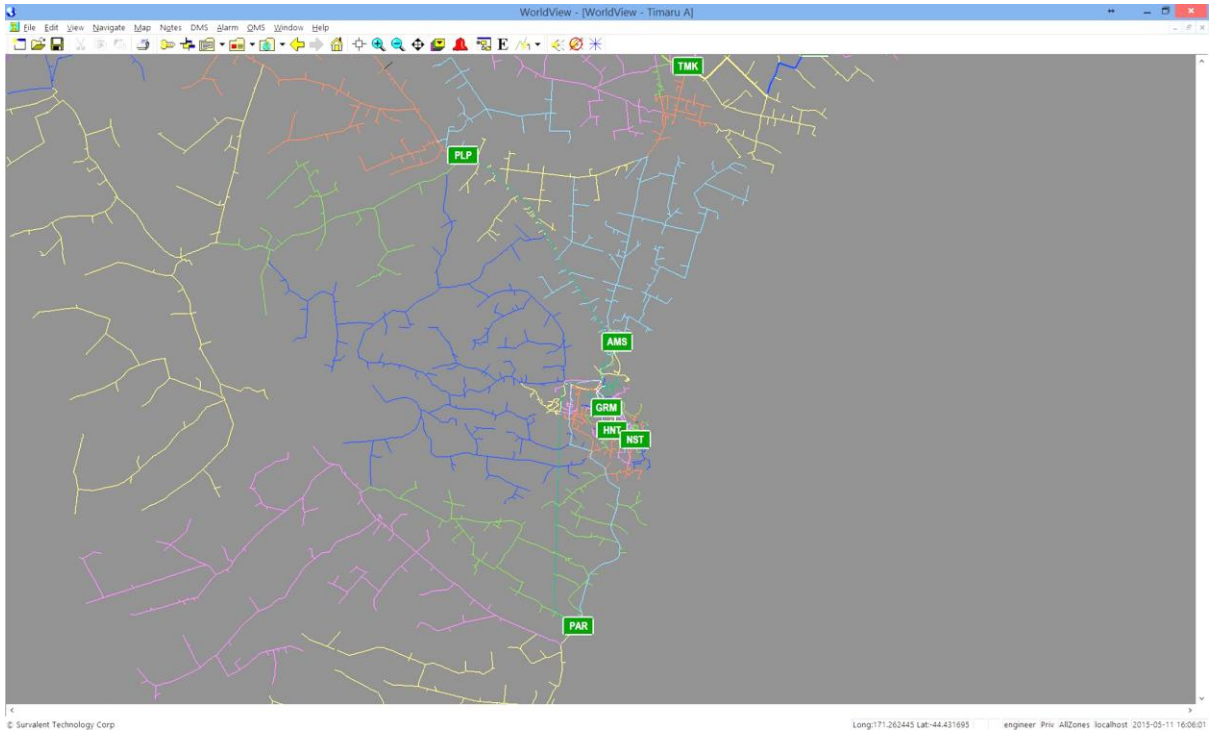 WorldView - [WorldView - Timaru A]
File Edit View Navigate Map Notes DMS Alarm OMS Window Help
E
TMK
PLP
AMS
GRM
HNT
NST
PAR
© Survalent Technology Corp
Long:171.262445 Lat:-44.431695 engineer Priv AllZones localhost 2015-05-11 16:06:01